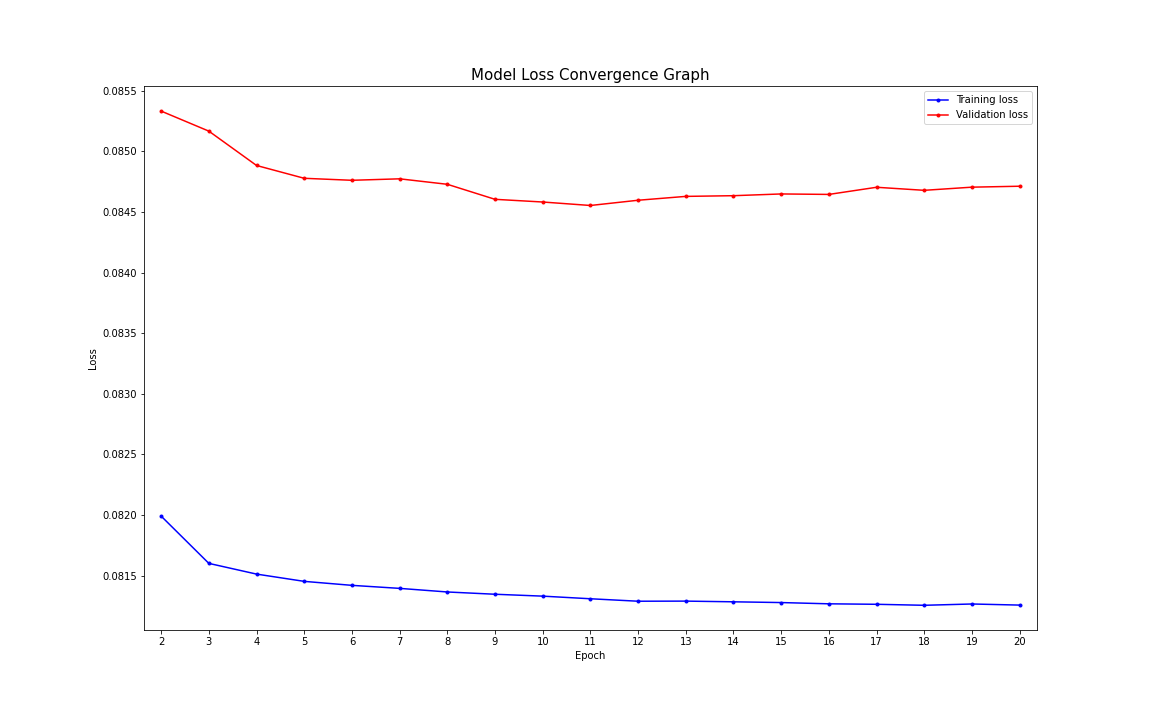 Model Loss Convergence Graph
Training loss
Validation loss
0.0855
0.0850
0.0845
0.0840
0.0835
0.0830
0.0825
0.0820
0.0815
Loss
2 3 4 5 6 7 8 9 10 11 12 13 14 15 16 17 18 19 20
Epoch